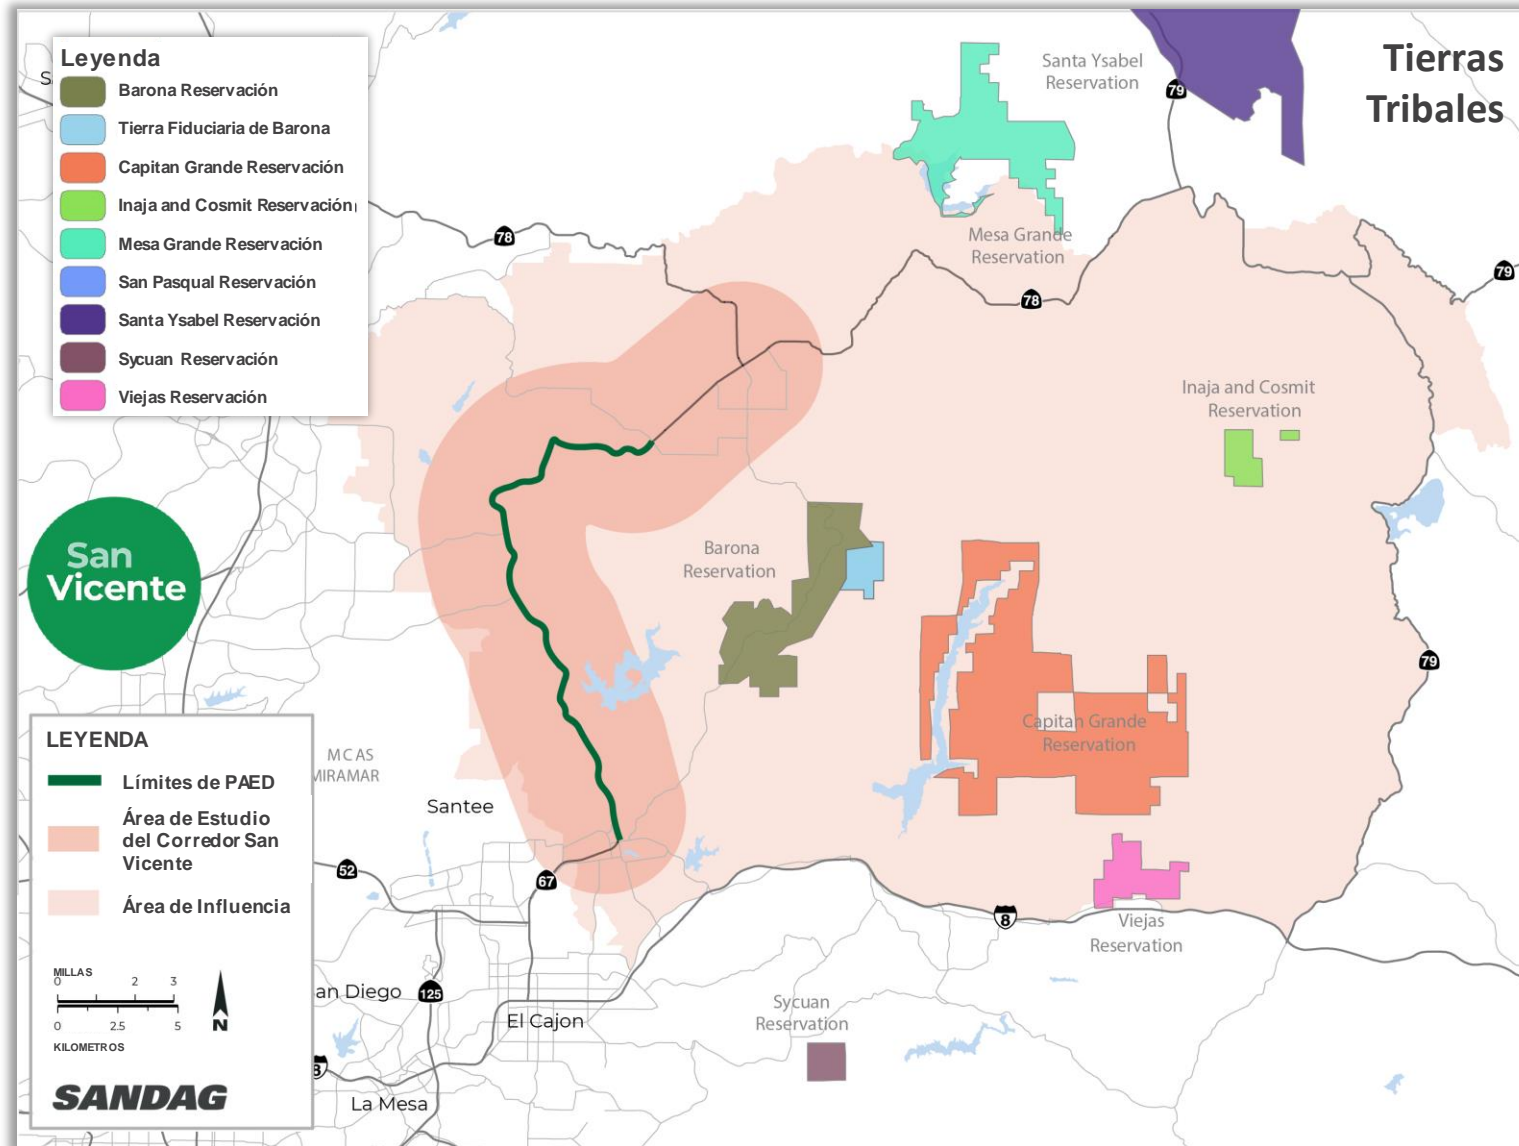 Tierras
Tribales
Leyenda
Barona Reservación
Tierra Fiduciaria de Barona
Capitan Grande Reservación
Inaja and Cosmit Reservación
Mesa Grande Reservación
San Pasqual Reservación
Santa Ysabel Reservación
Sycuan Reservación
Viejas Reservación
Santa Ysabel
Reservation
79
78
Mesa Grande
Reservation
78
79
Inaja and Cosmit
Reservation
San
Vicente
Barona
Reservation
79
Capitan Grande
Reservation
MCAS
MIRAMAR
Santee
52
67
8
Viejas
Reservation
an Diego
125
El Cajon
Sycuan
Reservation
8
La Mesa
LEYENDA
Límites de PAED
Área de Estudio
del Corredor San
Vicente
Área de Influencia
MILLAS
0 2 3
0 2.5 5
KILOMETROS
N
SANDAG